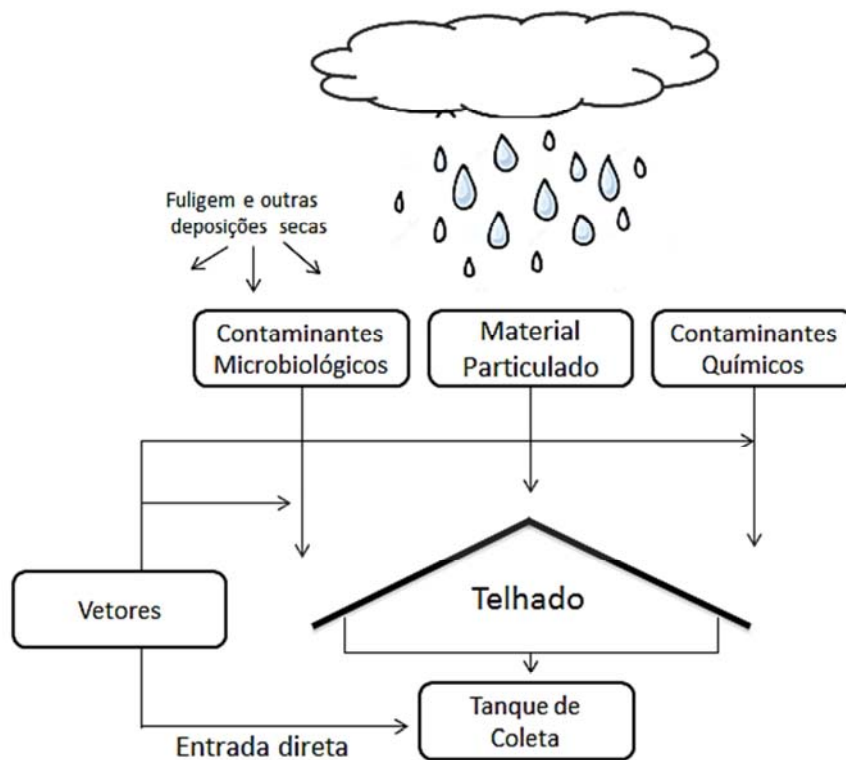 Fuligem e outras
deposições secas
Contaminantes
Microbiológicos
Material
Particulado
Contaminantes
Químicos
Vetores
Telhado
Tanque de
Coleta
Entrada direta